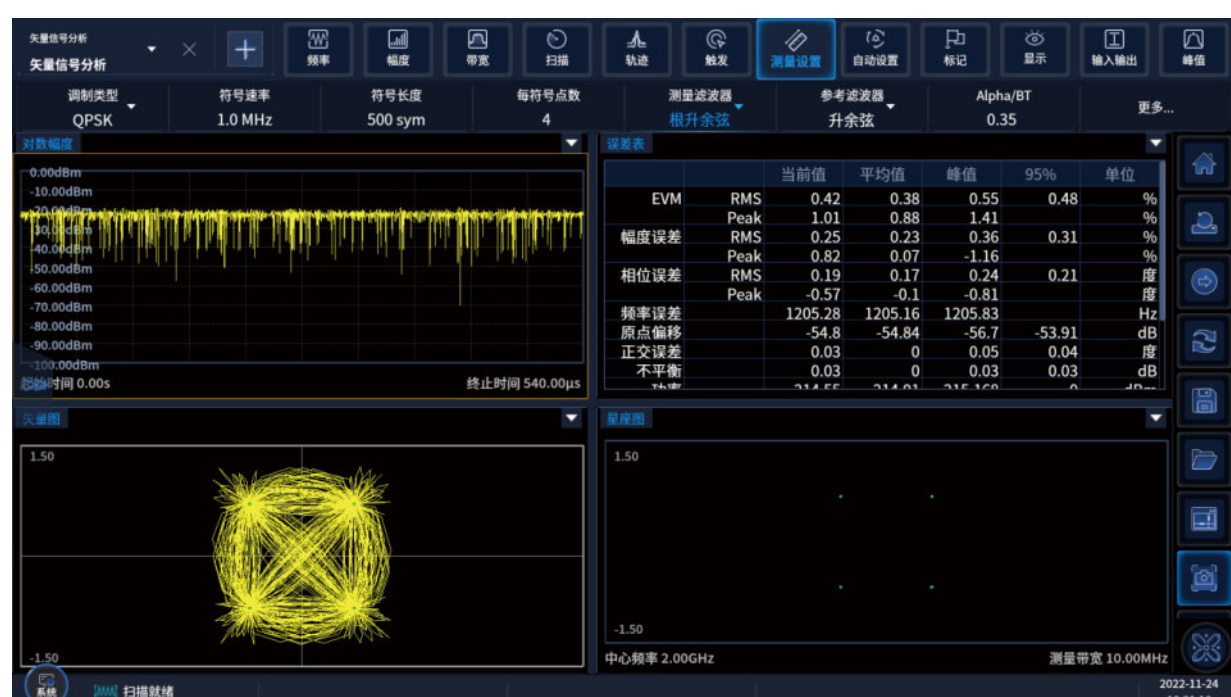 矢量信号分析
矢量信号分析
频率 幅度 带宽 扫描 轨迹 触发 测量设置 自动设置 标记 显示 输入输出 峰值
调制类型 符号速率 符号长度 每符号点数 测量滤波器 参考滤波器 Alpha/BT 更多...
QPSK 1.0 MHz 500 sym 4 根升余弦 升余弦 0.35
对数幅度
0.00dBm
-10.00dBm
-20.00dBm
-30.00dBm
-40.00dBm
-50.00dBm
-60.00dBm
-70.00dBm
-80.00dBm
-90.00dBm
-100.00dBm
起始时间 0.00s 终止时间 540.00μs
误差表
当前值 平均值 峰值 95% 单位
EVM RMS 0.42 0.38 0.55 0.48 %
Peak 1.01 0.88 1.41 %
幅度误差 RMS 0.25 0.23 0.36 0.31 %
Peak 0.82 0.07 -1.16 %
相位误差 RMS 0.19 0.17 0.24 0.21 度
Peak -0.57 -0.1 -0.81 度
频率误差 1205.28 1205.16 1205.83 Hz
原点偏移 -54.8 -54.84 -56.7 -53.91 dB
正交误差 0.03 0 0.05 0.04 度
不平衡 0.03 0 0.03 0.03 dB
矢量图
1.50
-1.50
星座图
1.50
-1.50
中心频率 2.00GHz 测量带宽 10.00MHz
系统 扫描就绪 2022-11-24